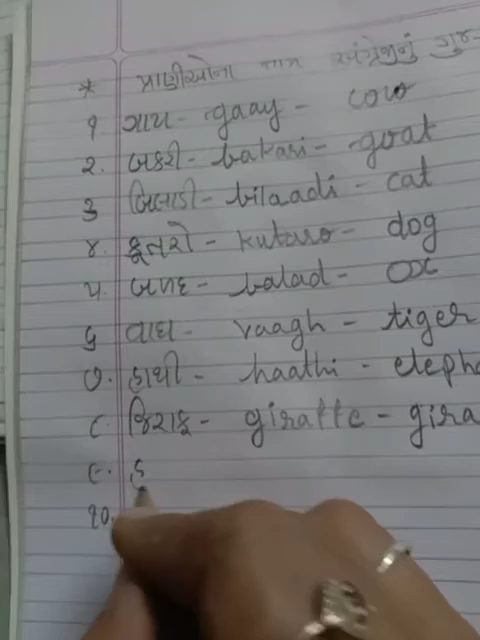 * પ્રાણીઓના નામ અંગ્રેજીનું ગુજ
૧ ગાય - gaay - cow
૨. બકરી - bakari - goat
૩ બિલાડી - bilaadi - cat
૪. કૂતરો - kutaro - dog
૫. બળદ - balad - ox
૬ વાઘ - vaagh - tiger
૭. હાથી - haathi - eleph
૮. જિરાફ - giraffe - gira
૯.
૧૦.